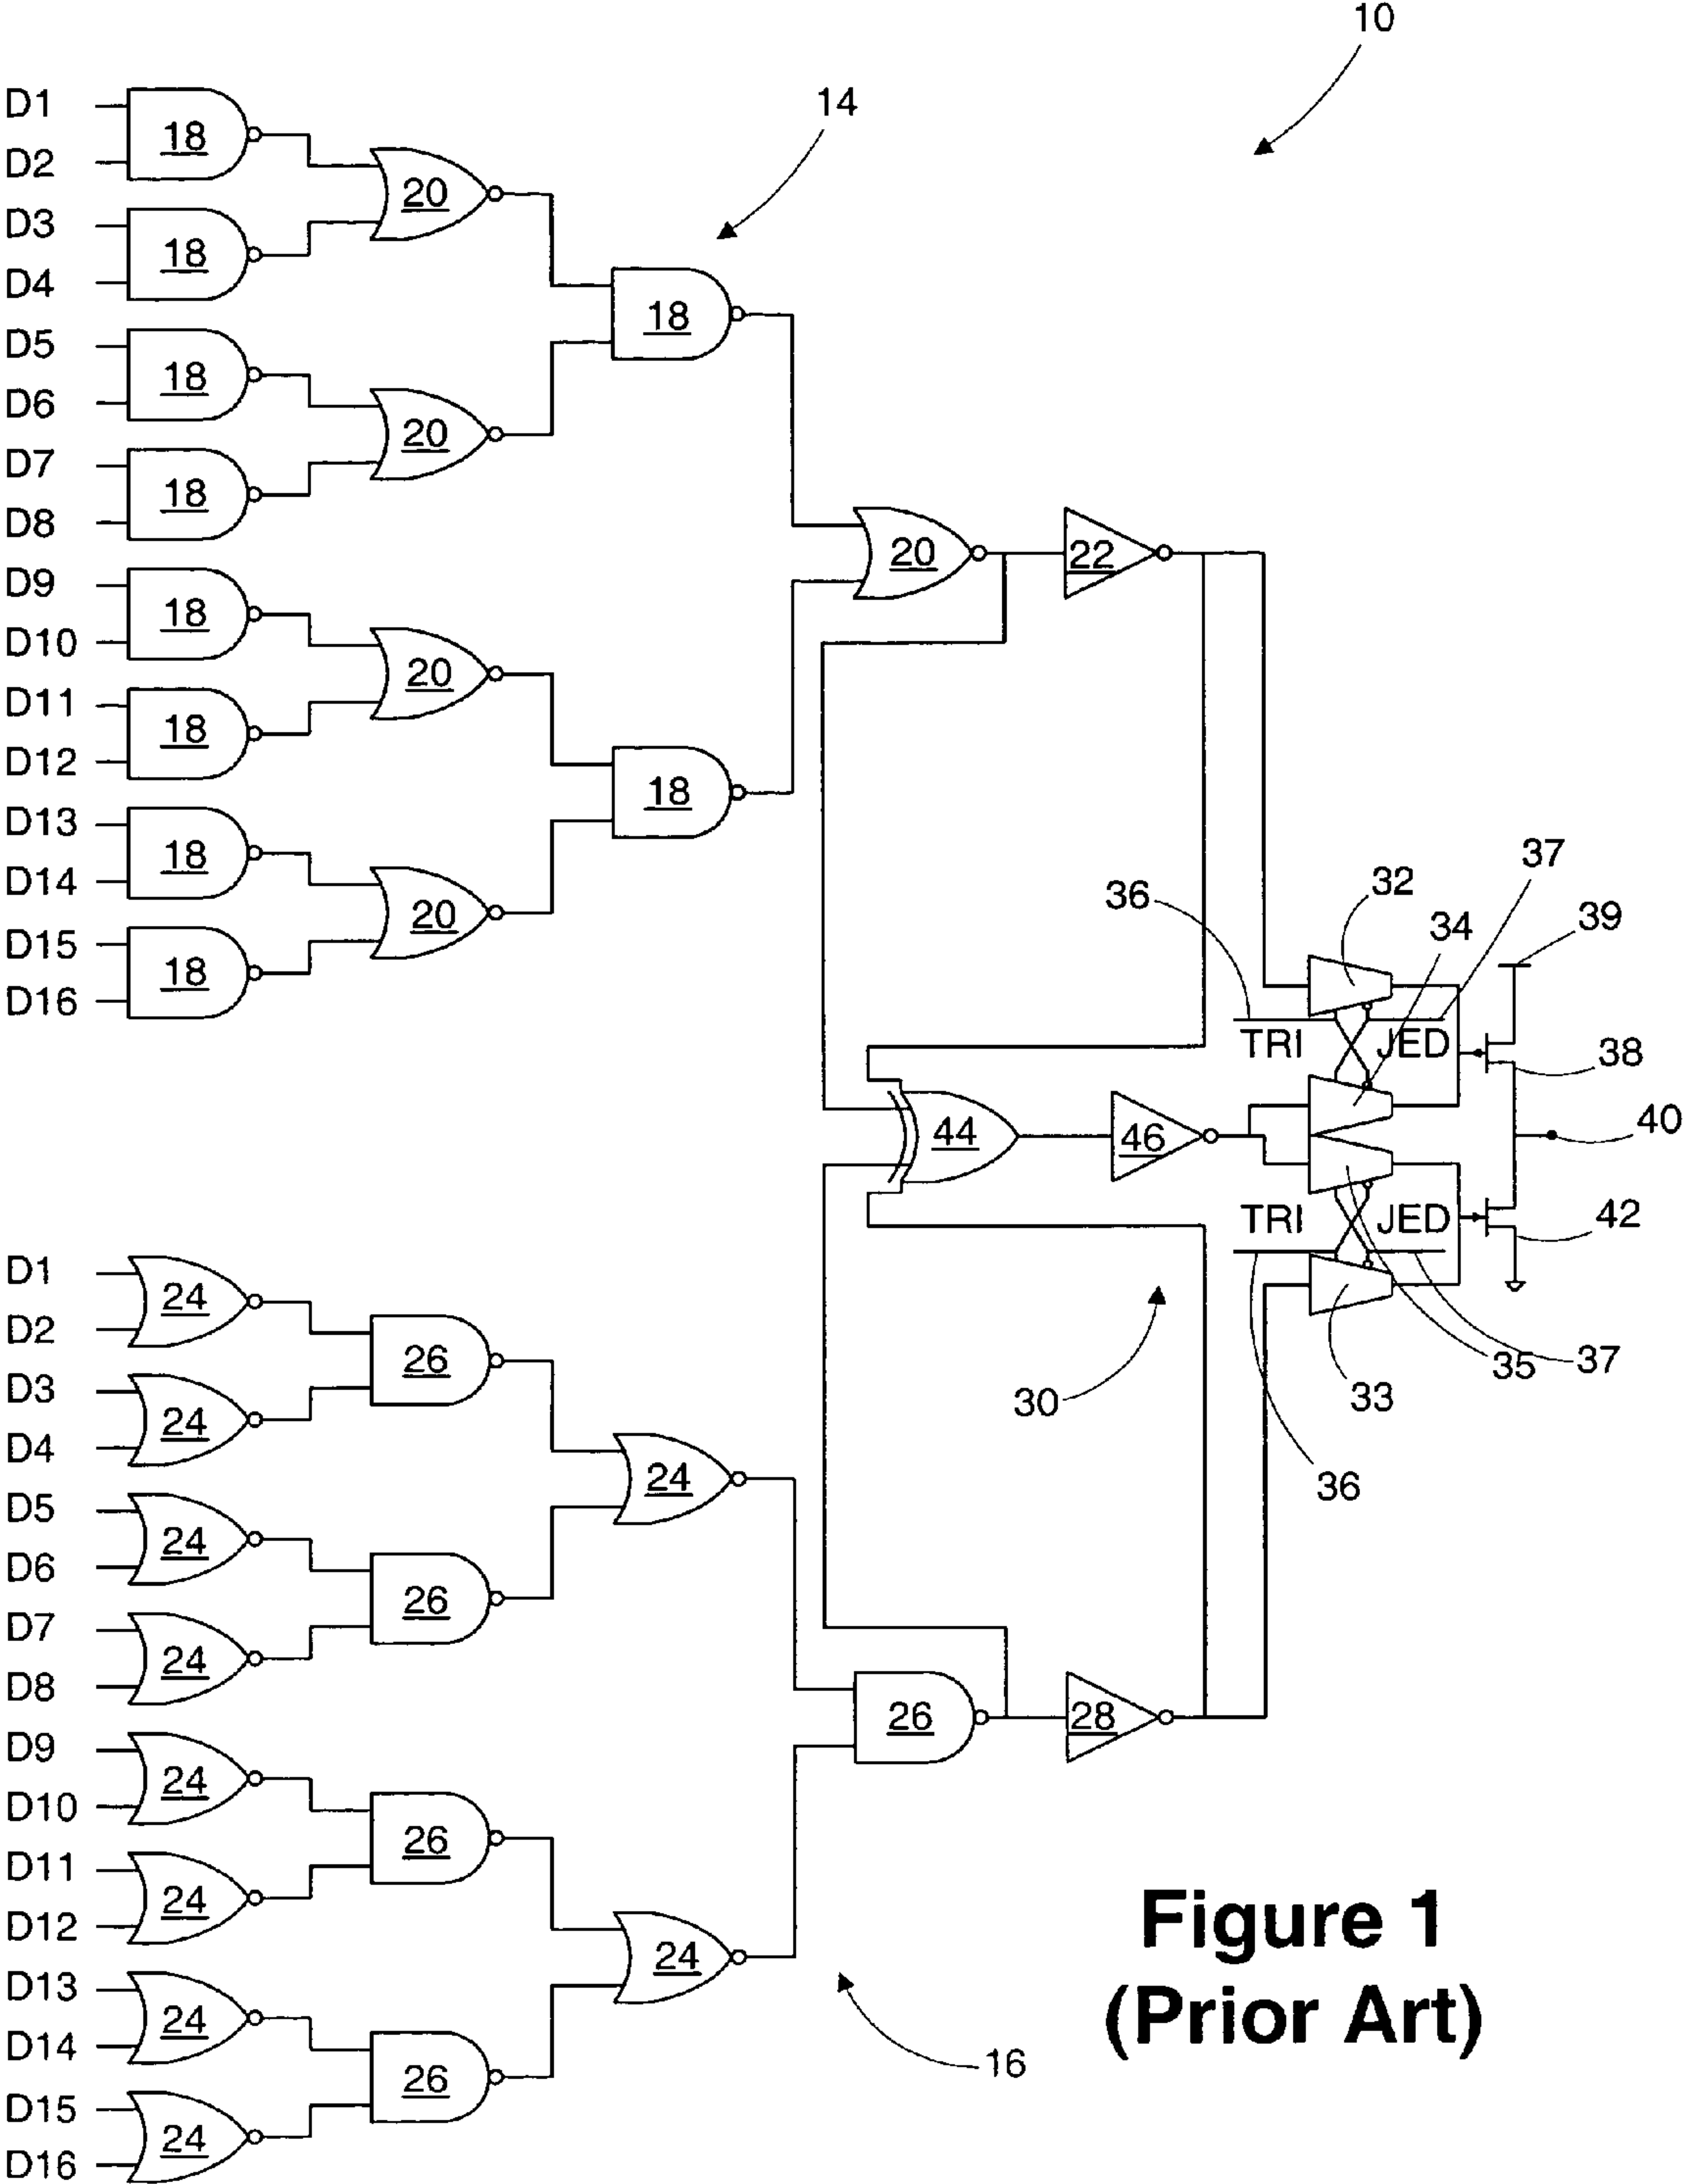 10
14
D1
18
D2
20
D3
18
D4
18
D5
18
D6
20
D7
18
D8
20
22
D9
18
D10
20
D11
18
D12
18
D13
18
D14
20
D15
18
D16
37
32
36
34
39
TRI
JED
38
44
46
40
TRI
JED
42
D1
24
D2
26
D3
24
D4
30
35
37
33
24
36
D5
24
D6
26
D7
24
D8
26
28
D9
24
D10
26
D11
24
D12
24
D13
24
D14
26
D15
24
D16
16
Figure 1
(Prior Art)